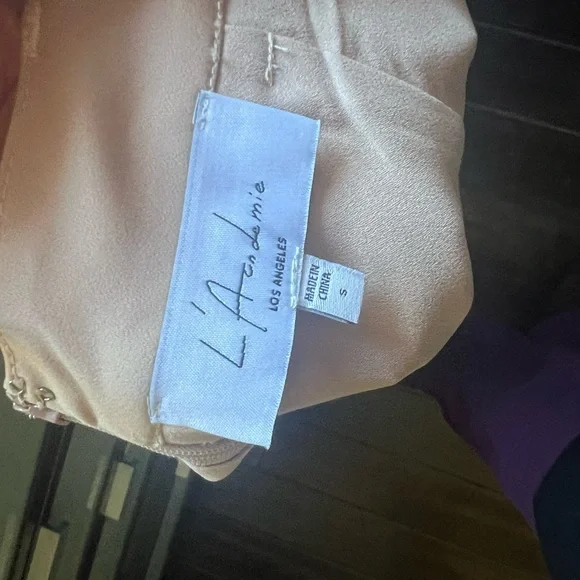 L'Academie
LOS ANGELES
MADE IN
CHINA
S